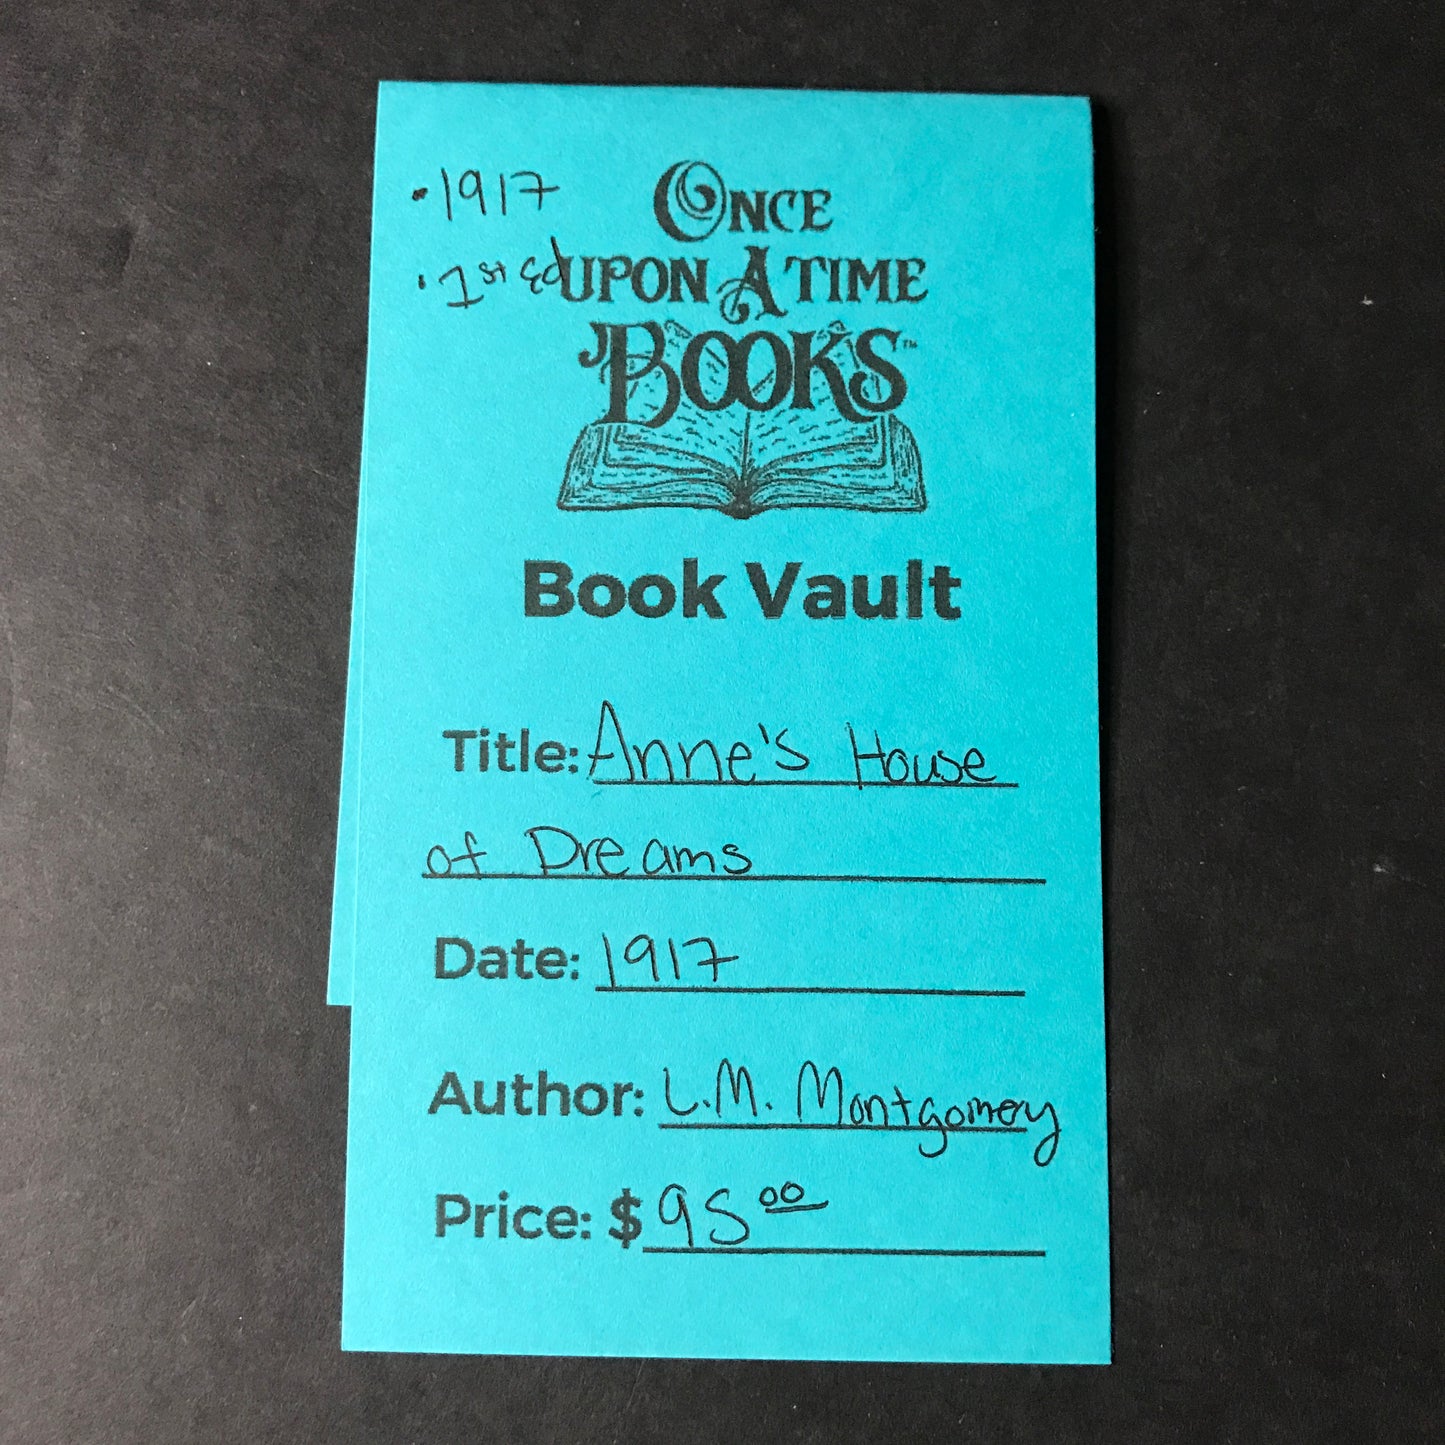 • 1917
• 1st Ed
ONCE
UPON A TIME
BOOKS™
Book Vault
Title: Anne's House
of Dreams
Date: 1917
Author: L.M. Montgomery
Price: $ 95 00